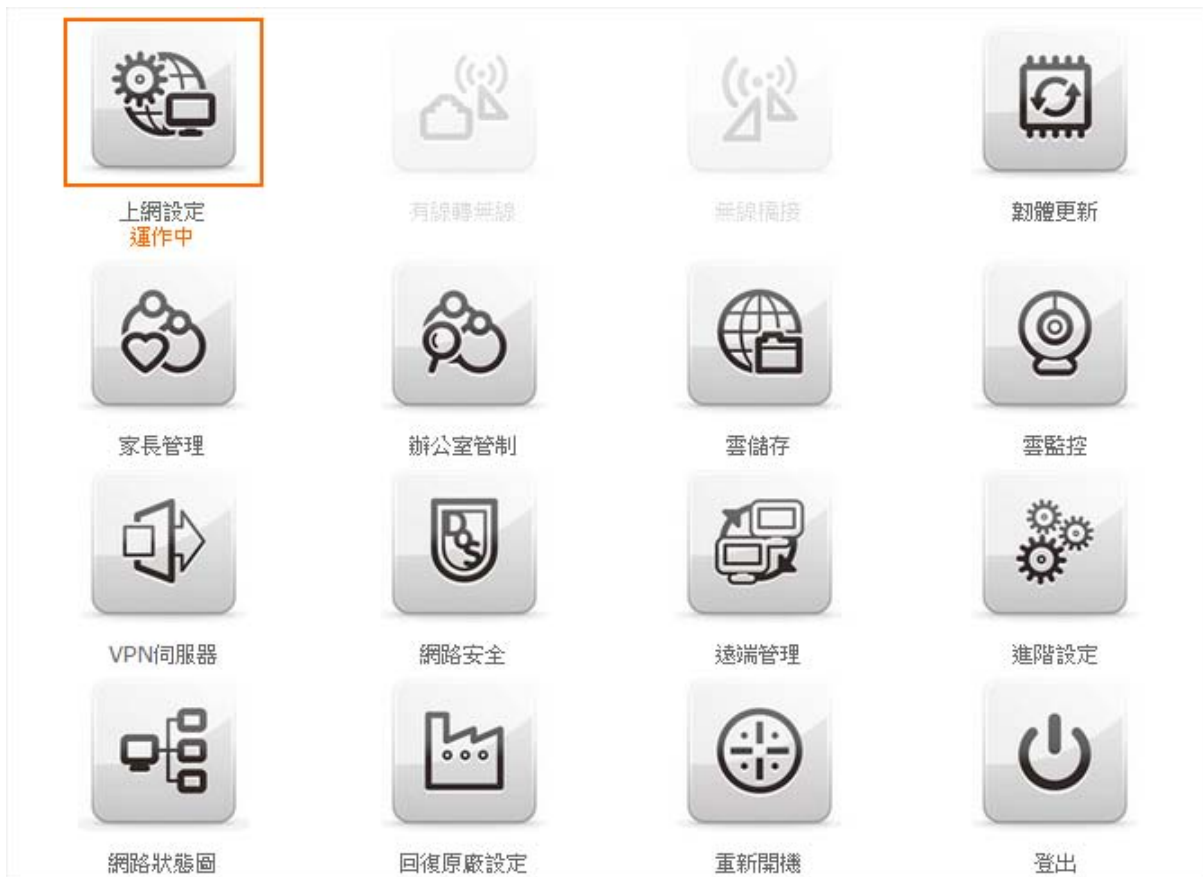 上網設定
運作中
有線轉無線
無線橋接
韌體更新
家長管理
辦公室管制
雲儲存
雲監控
DoS
VPN伺服器
網路安全
遠端管理
進階設定
網路狀態圖
回復原廠設定
重新開機
登出